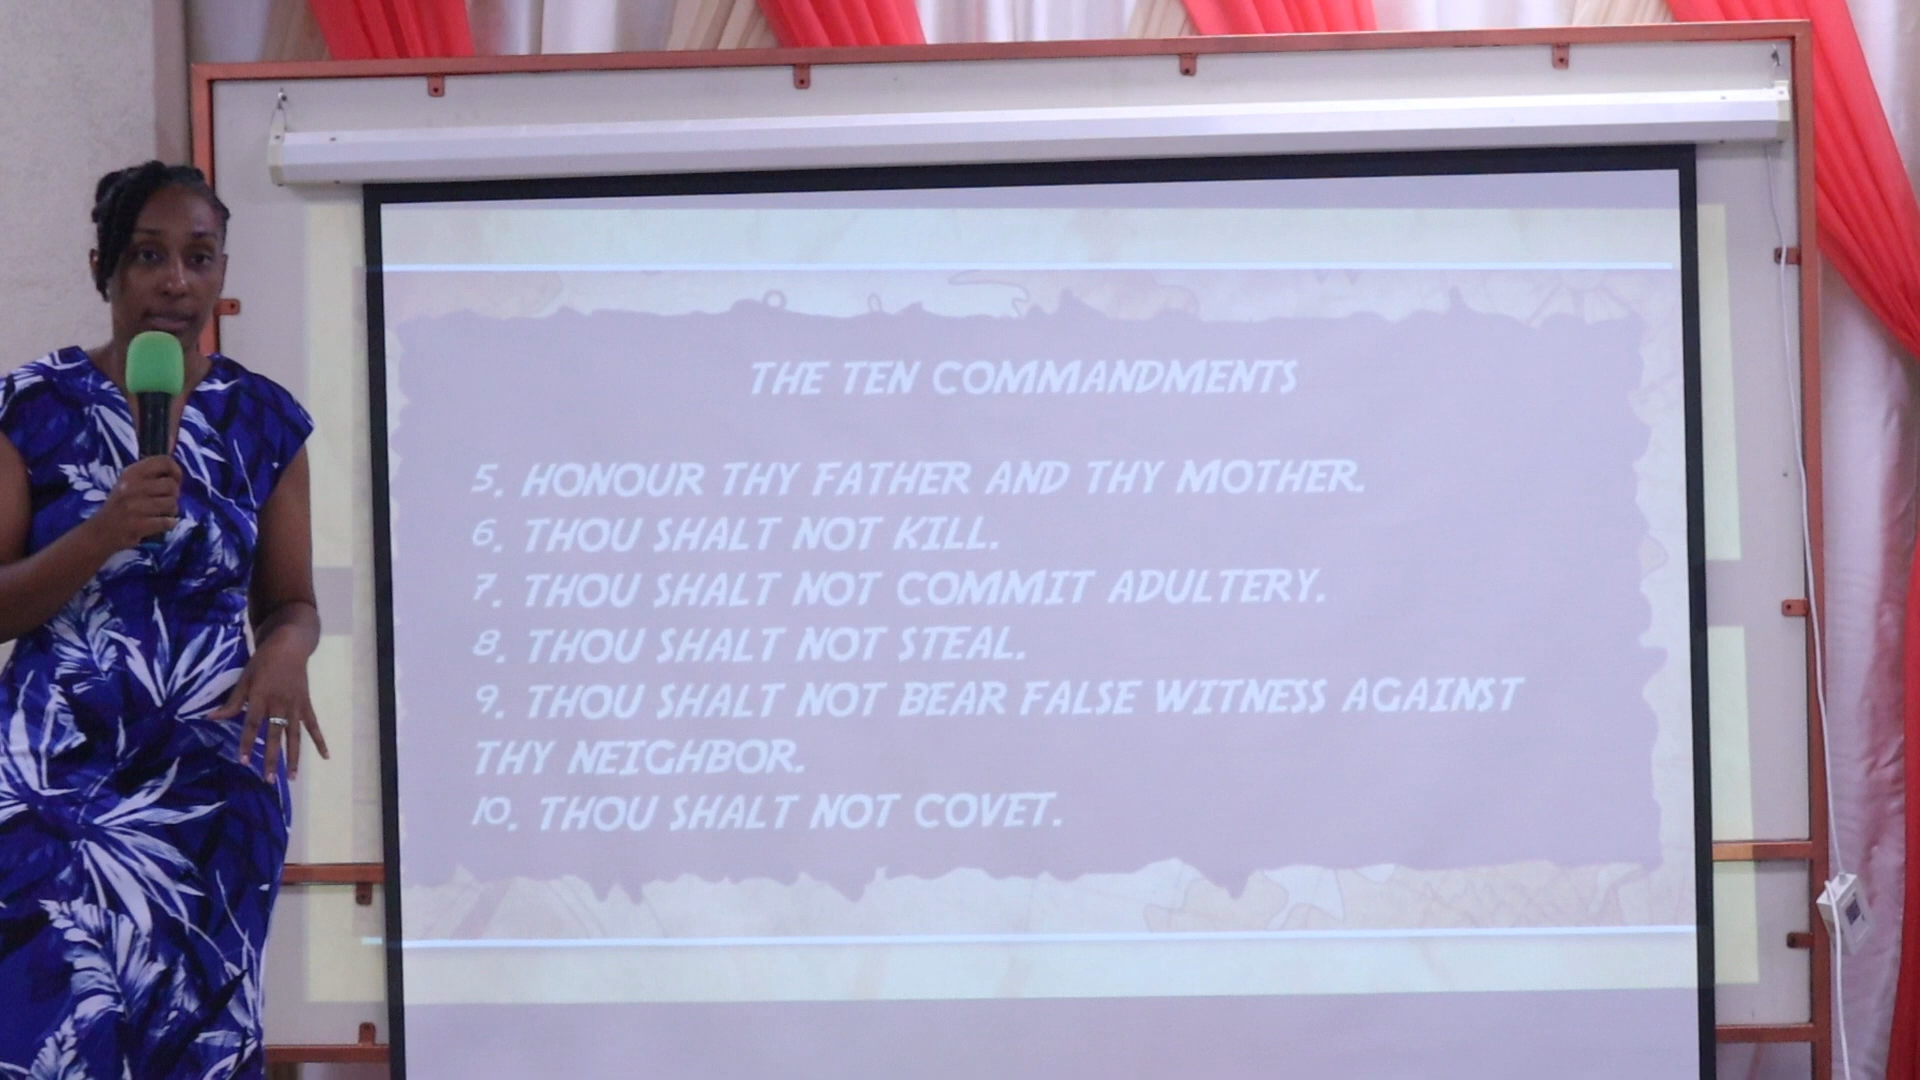 THE TEN COMMANDMENTS
5. HONOUR THY FATHER AND THY MOTHER.
6. THOU SHALT NOT KILL.
7. THOU SHALT NOT COMMIT ADULTERY.
8. THOU SHALT NOT STEAL.
9. THOU SHALT NOT BEAR FALSE WITNESS AGAINST
THY NEIGHBOR.
10. THOU SHALT NOT COVET.